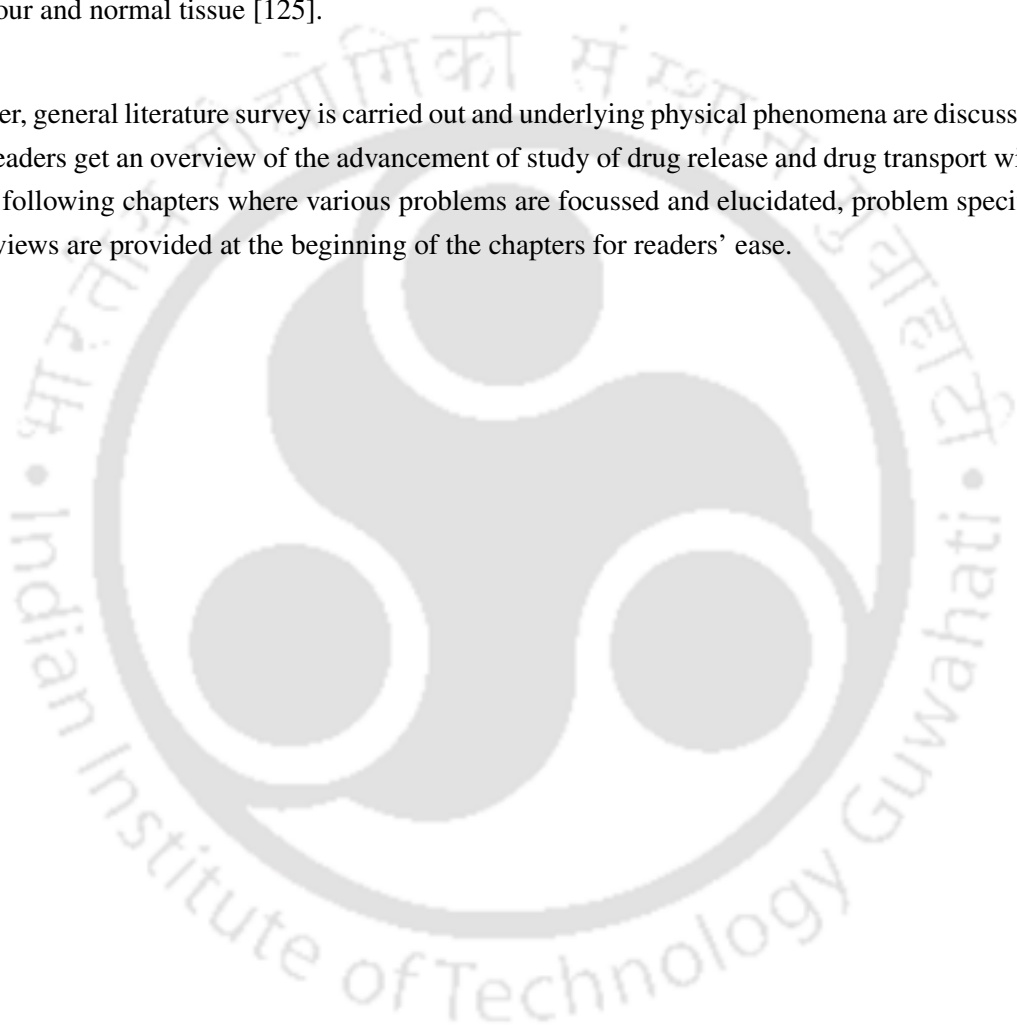 our and normal tissue [125].
er, general literature survey is carried out and underlying physical phenomena are discuss
eaders get an overview of the advancement of study of drug release and drug transport wi
following chapters where various problems are focussed and elucidated, problem speci
views are provided at the beginning of the chapters for readers’ ease.
भारतीय प्रौद्योगिकी संस्थान गुवाहाटी
• Indian Institute of Technology Guwahati •